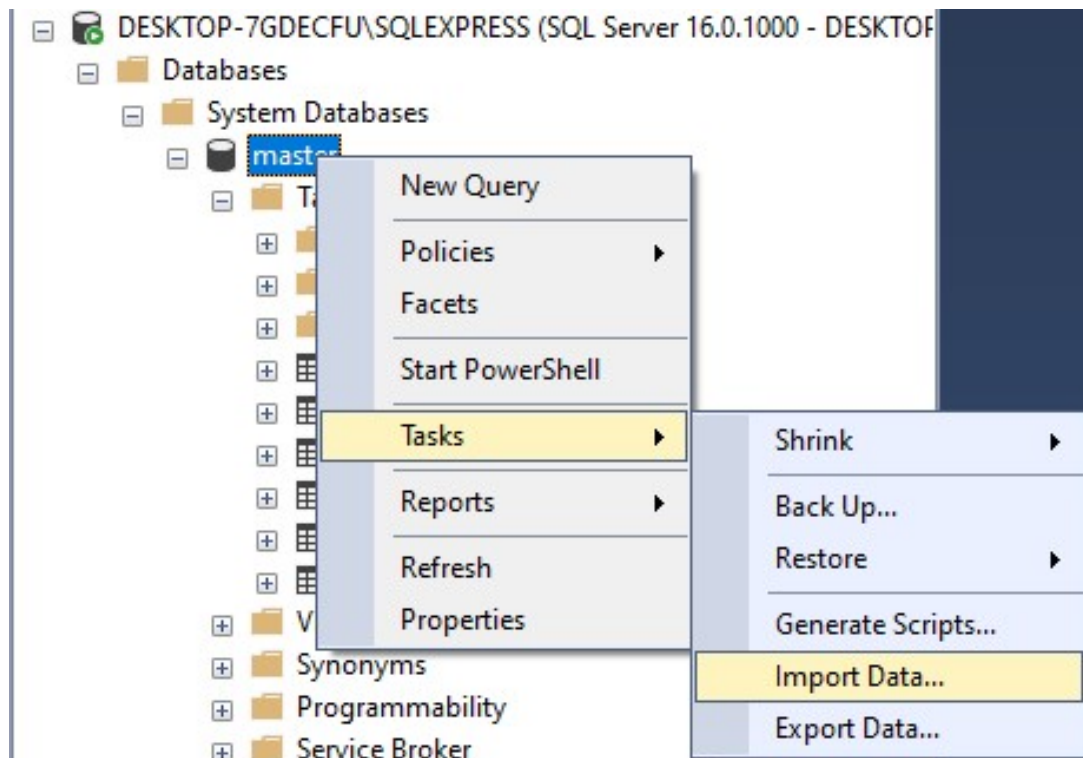 DESKTOP-7GDECFU\SQLEXPRESS (SQL Server 16.0.1000 - DESKTOP
Databases
System Databases
master
New Query
Policies
Facets
Start PowerShell
Tasks
Reports
Refresh
Properties
Shrink
Back Up...
Restore
Generate Scripts...
Import Data...
Export Data...
Synonyms
Programmability
Service Broker